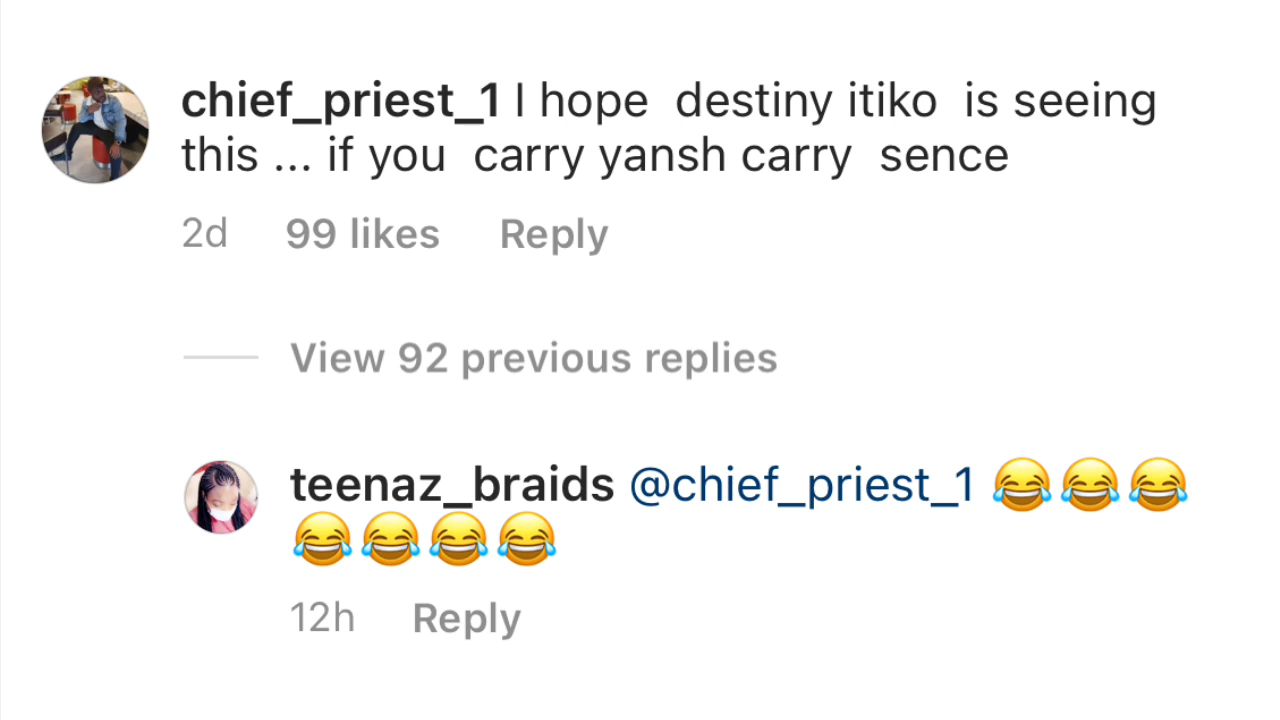 chief_priest_1 I hope  destiny itiko  is seeing
this ... if you  carry yansh carry  sence
2d 99 likes Reply
View 92 previous replies
teenaz_braids @chief_priest_1 😂😂😂
😂😂😂😂
12h Reply